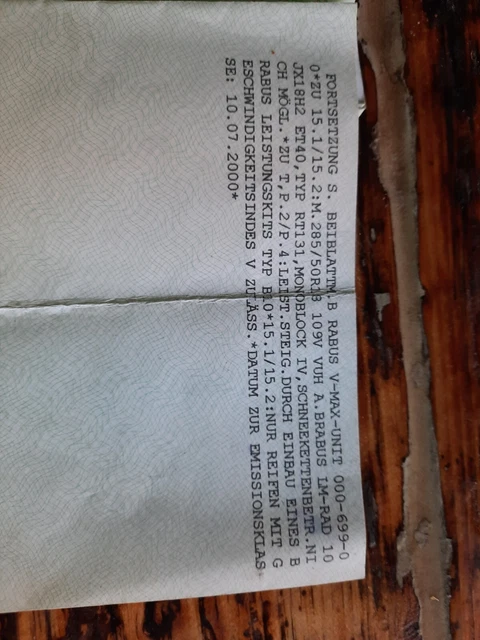 FORTSETZUNG S. BEIBLATTM.B RABUS V-MAX-UNIT 000-699-0
0*ZU 15.1/15.2:M.285/50R18 109V VUH A.BRABUS LM-RAD 10
JX18H2 ET40,TYP RT131,MONOBLOCK IV,SCHNEEKETTENBETR.NI
CH MÖGL.*ZU T,P.2/P.4:LEIST.STEIG.DURCH EINBAU EINES B
RABUS LEISTUNGSKITS TYP B10*15.1/15.2:NUR REIFEN MIT G
ESCHWINDIGKEITSINDES V ZULÄSS.*DATUM ZUR EMISSIONSKLAS
SE: 10.07.2000*